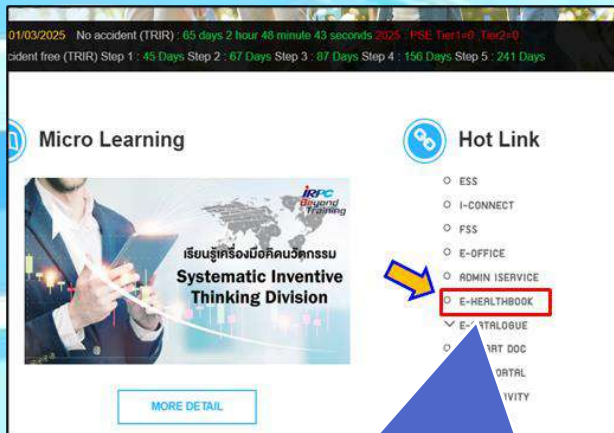 01/03/2025 No accident (TRIR) : 65 days 2 hour 48 minute 43 seconds 2025 : PSE Tier1=0 ,Tier2=0
cident free (TRIR) Step 1 : 45 Days Step 2 : 67 Days Step 3 : 87 Days Step 4 : 156 Days Step 5 : 241 Days
Micro Learning
IRPC
Beyond
Training
เรียนรู้เครื่องมือคิดนวัตกรรม
Systematic Inventive
Thinking Division
MORE DETAIL
Hot Link
ESS
I-CONNECT
FSS
E-OFFICE
ADMIN ISERVICE
E-HEALTHBOOK
DOC